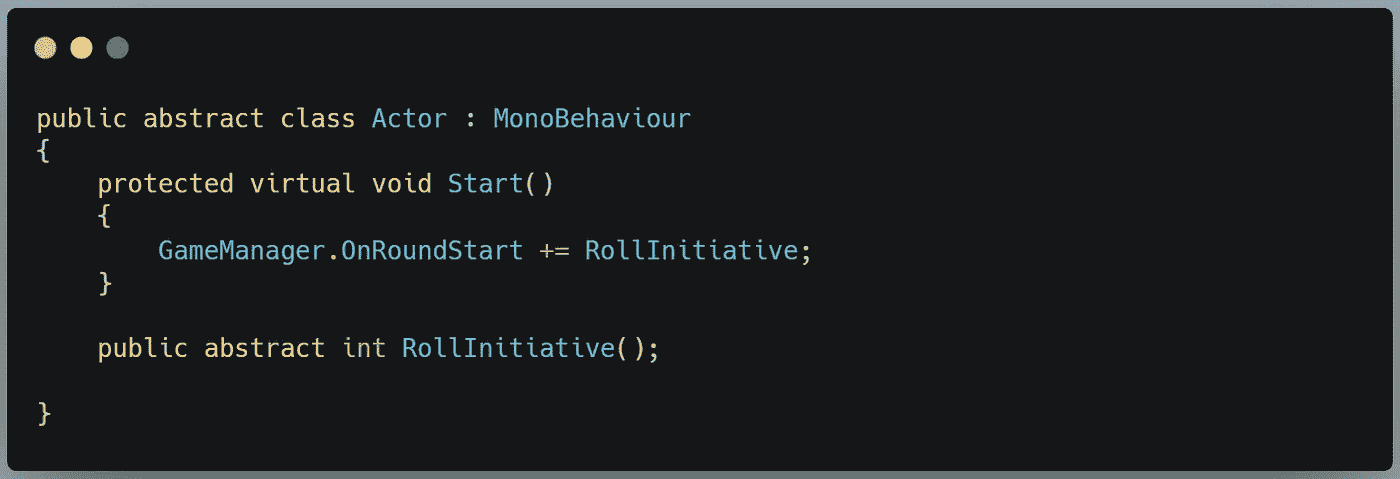 public abstract class Actor : MonoBehaviour
{
    protected virtual void Start()
    {
        GameManager.OnRoundStart += RollInitiative;
    }

    public abstract int RollInitiative();

}